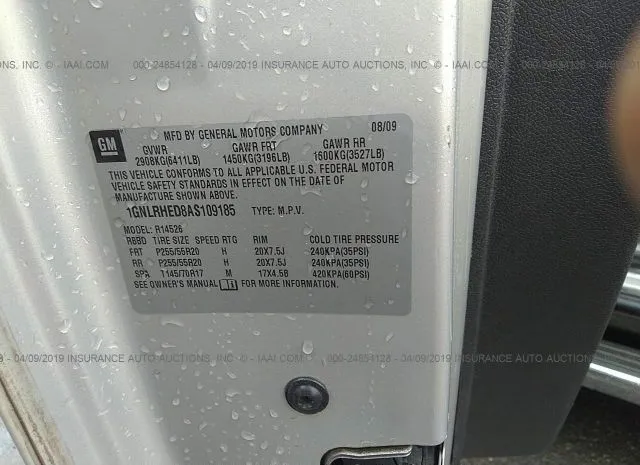 INC. - IAAI.COM 000-24854128 - 04/09/2019 INSURANCE AUTO AUCTIONS, INC. - IAAI.COM 000-24854128 - 04/09/2019
MFD BY GENERAL MOTORS COMPANY 08/09
GM
GVWR GAWR FRT GAWR RR
2908KG(6411LB) 1450KG(3196LB) 1600KG(3527LB)
THIS VEHICLE CONFORMS TO ALL APPLICABLE U.S. FEDERAL MOTOR
VEHICLE SAFETY STANDARDS IN EFFECT ON THE DATE OF
MANUFACTURE SHOWN ABOVE.
1GNLRHED8AS109185 TYPE: M.P.V.
MODEL: R14526
TIRE SIZE SPEED RTG RIM COLD TIRE PRESSURE
FRT P255/55R20 H 20X7.5J 240KPA(35PSI)
RR P255/55R20 H 20X7.5J 240KPA(35PSI)
SPA T145/70R17 M 17X4.5B 420KPA(60PSI)
SEE OWNER'S MANUAL FOR MORE INFORMATION.
04/09/2019 INSURANCE AUTO AUCTIONS, INC. - IAAI.COM 000-24854128 - 04/09/2019 INSURANCE AUTO AUCTIONS, INC. - IAAI.COM